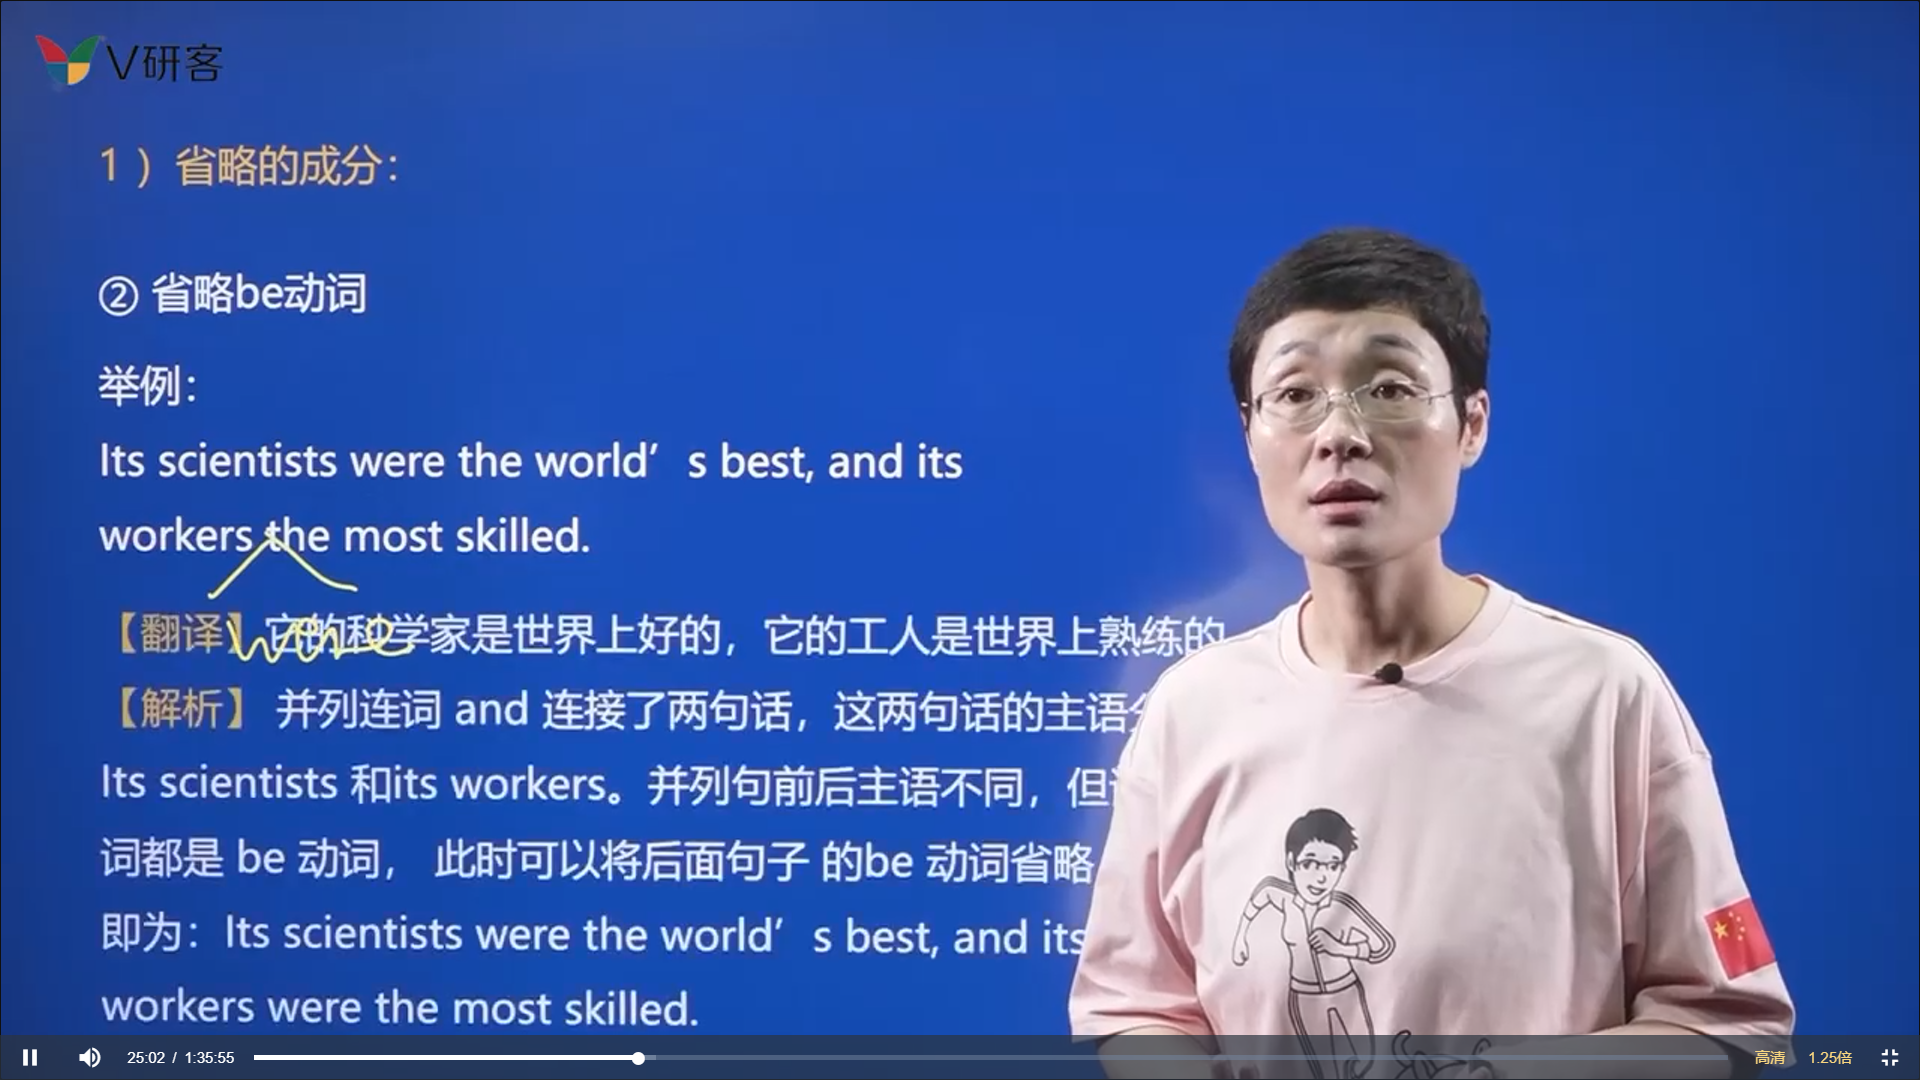 V研客
1 ）省略的成分：
② 省略be动词
举例：
Its scientists were the world’s best, and its
workers the most skilled.
were
【翻译】它的科学家是世界上好的，它的工人是世界上熟练的
【解析】 并列连词 and 连接了两句话，这两句话的主语
Its scientists 和its workers。并列句前后主语不同，但
词都是 be 动词， 此时可以将后面句子 的be 动词省略
即为：Its scientists were the world’s best, and its
workers were the most skilled.
25:02 / 1:35:55 高清 1.25倍